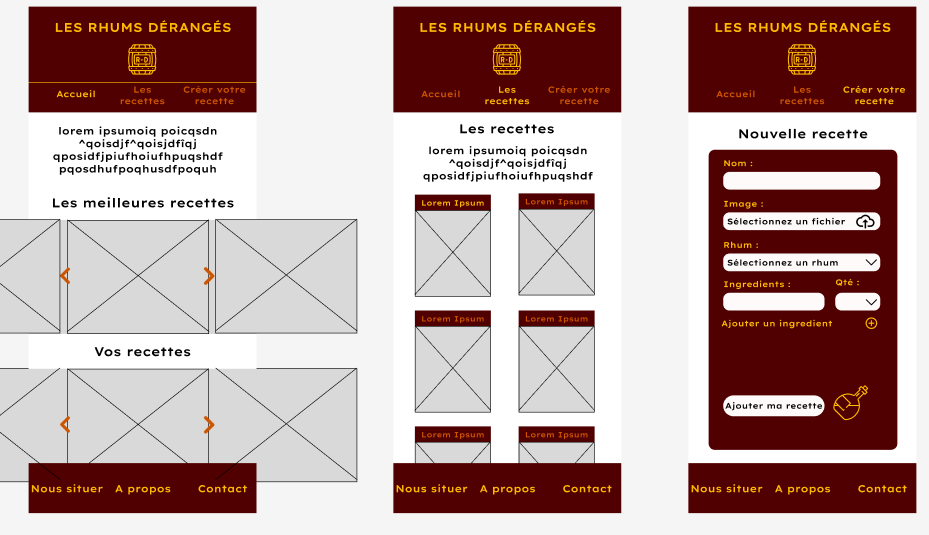 LES RHUMS DÉRANGÉS
R-D
Accueil
Les
recettes
Créer votre
recette
lorem ipsumoiq poicqsdn
^qoisdjf^qoisjdfîqj
qposidfjpiufhoiufhpuqshdf
pqosdhufpoqhusdfpoquh
Les meilleures recettes
Vos recettes
Nous situer
A propos
Contact
LES RHUMS DÉRANGÉS
R-D
Accueil
Les
recettes
Créer votre
recette
Les recettes
lorem ipsumoiq poicqsdn
^qoisdjf^qoisjdfîqj
qposidfjpiufhoiufhpuqshdf
Lorem Ipsum
Lorem Ipsum
Lorem Ipsum
Lorem Ipsum
Lorem Ipsum
Lorem Ipsum
Nous situer
A propos
Contact
LES RHUMS DÉRANGÉS
R-D
Accueil
Les
recettes
Créer votre
recette
Nouvelle recette
Nom :
Image :
Sélectionnez un fichier
Rhum :
Sélectionnez un rhum
Ingredients :
Qté :
Ajouter un ingredient
Ajouter ma recette
Nous situer
A propos
Contact